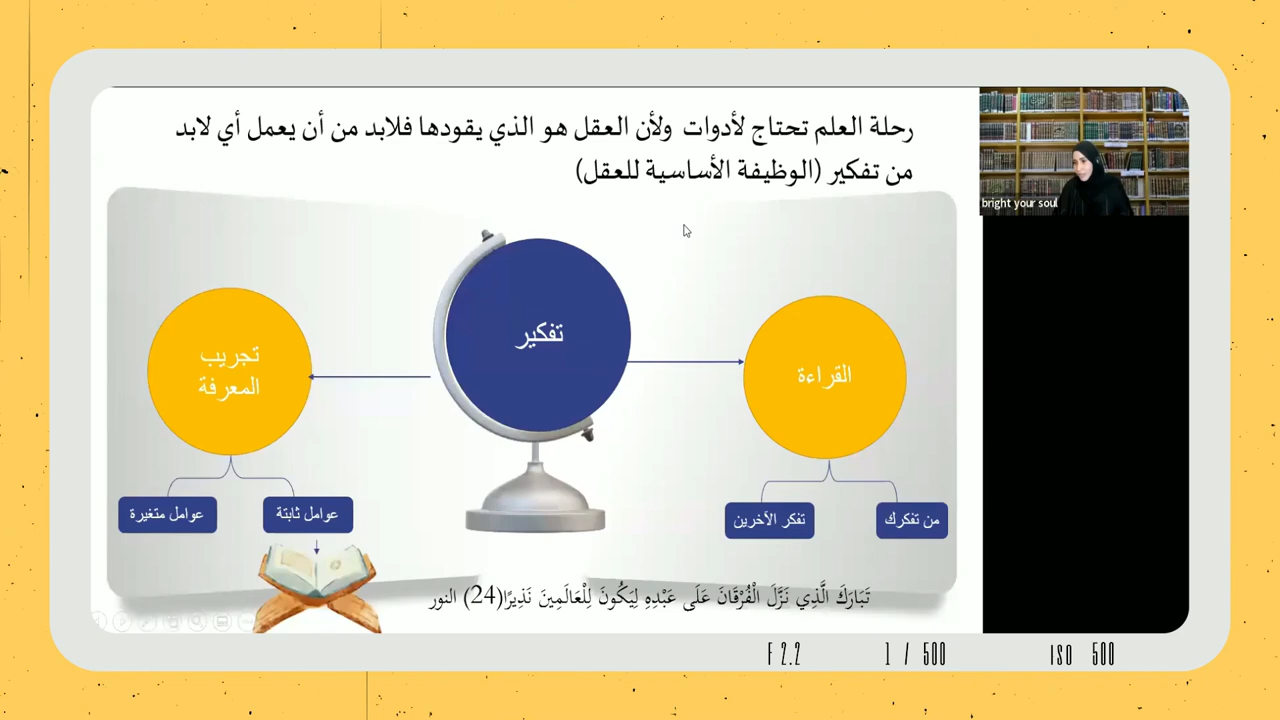 رحلة العلم تحتاج لأدوات ولأن العقل هو الذي يقودها فلابد من أن يعمل أي لابد
من تفكير (الوظيفة الأساسية للعقل)
bright your soul
تفكير
القراءة
تجريب
المعرفة
من تفكرك
تفكر الآخرين
عوامل ثابتة
عوامل متغيرة
تَبَارَكَ الَّذِي نَزَّلَ الْفُرْقَانَ عَلَى عَبْدِهِ لِيَكُونَ لِلْعَالَمِينَ نَذِيرًا(24) النور
F 2.2 1 / 500 ISO 500